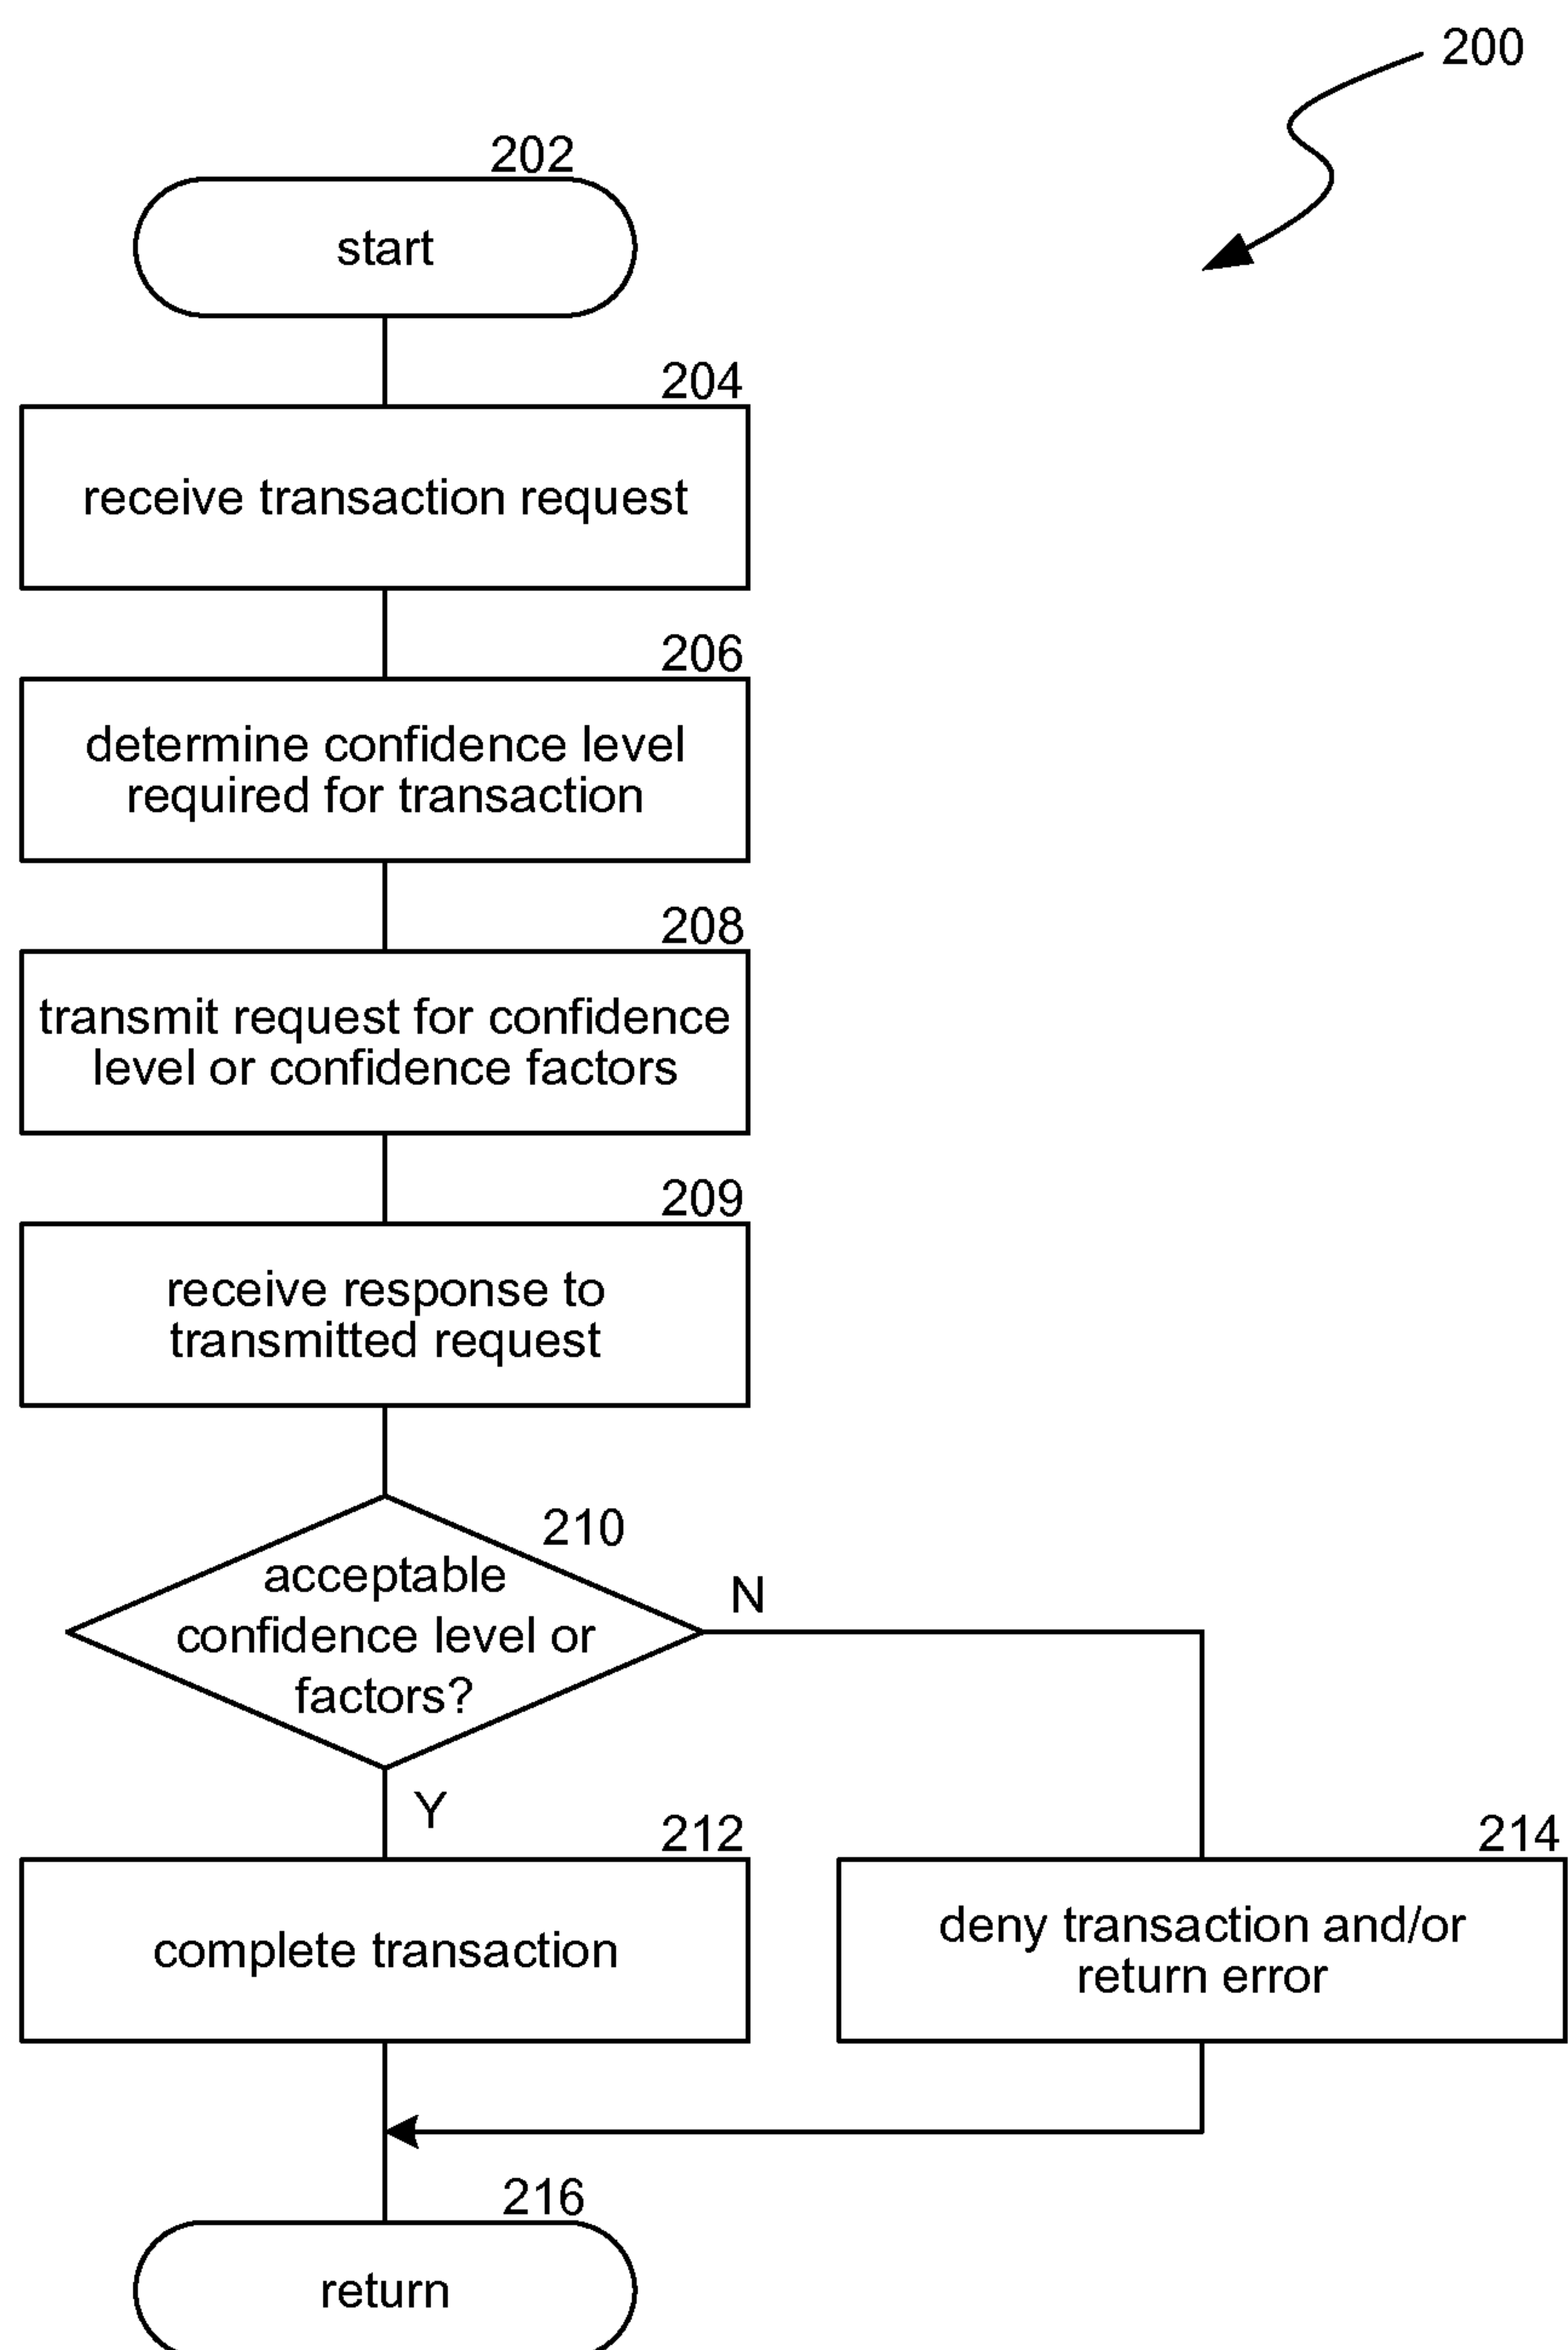 200
202
start
204
receive transaction request
206
determine confidence level
required for transaction
208
transmit request for confidence
level or confidence factors
209
receive response to
transmitted request
210
acceptable
confidence level or
factors?
N
Y
212
complete transaction
214
deny transaction and/or
return error
216
return